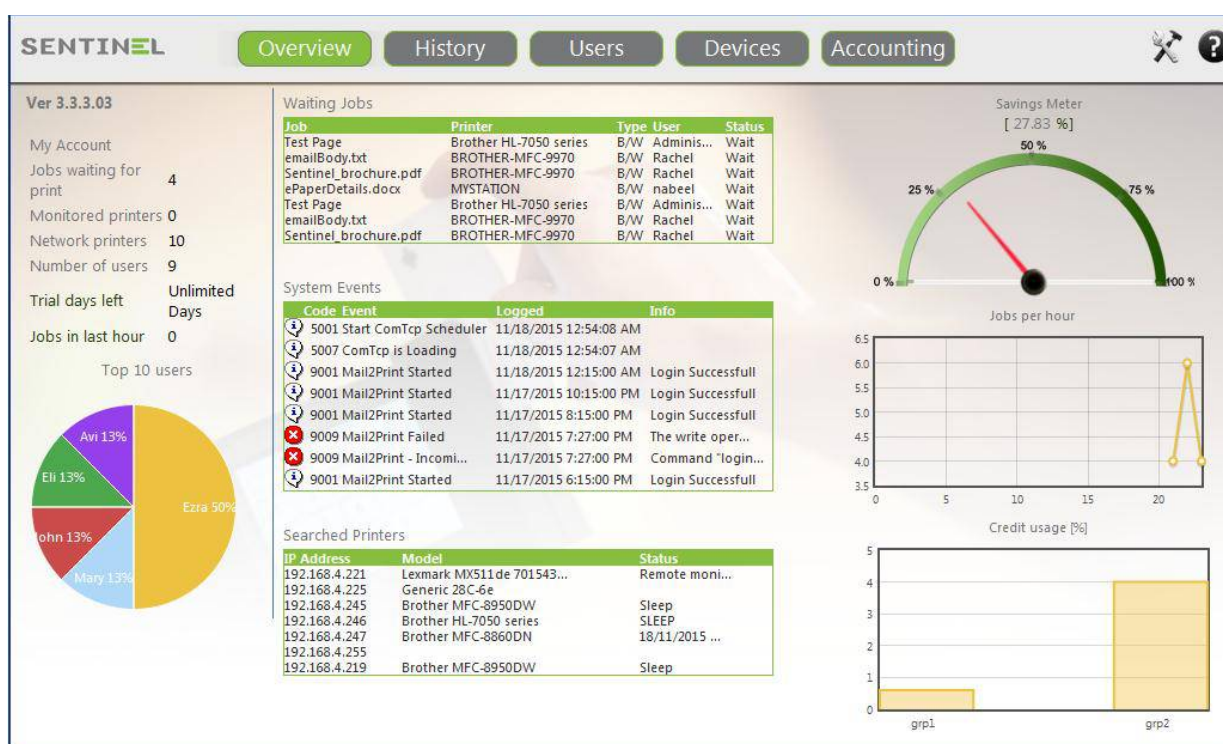 SENTINEL
Overview History Users Devices Accounting
?
Ver 3.3.3.03
My Account
Jobs waiting for
print 4
Monitored printers 0
Network printers 10
Number of users 9
Trial days left Unlimited
Days
Jobs in last hour 0
Top 10 users
Avi 13%
Eli 13%
Ezra 50%
John 13%
Mary 13%
Waiting Jobs
Job Printer Type User Status
Test Page Brother HL-7050 series B/W Adminis... Wait
emailBody.txt BROTHER-MFC-9970 B/W Rachel Wait
Sentinel_brochure.pdf BROTHER-MFC-9970 B/W Rachel Wait
ePaperDetails.docx MYSTATION B/W nabeel Wait
Test Page Brother HL-7050 series B/W Adminis... Wait
emailBody.txt BROTHER-MFC-9970 B/W Rachel Wait
Sentinel_brochure.pdf BROTHER-MFC-9970 B/W Rachel Wait
System Events
Code Event Logged Info
5001 Start ComTcp Scheduler 11/18/2015 12:54:08 AM
5007 ComTcp is Loading 11/18/2015 12:54:07 AM
9001 Mail2Print Started 11/18/2015 12:15:00 AM Login Successfull
9001 Mail2Print Started 11/17/2015 10:15:00 PM Login Successfull
9001 Mail2Print Started 11/17/2015 8:15:00 PM Login Successfull
9009 Mail2Print Failed 11/17/2015 7:27:00 PM The write oper...
9009 Mail2Print - Incomi... 11/17/2015 7:27:00 PM Command "login...
9001 Mail2Print Started 11/17/2015 6:15:00 PM Login Successfull
Searched Printers
IP Address Model Status
192.168.4.221 Lexmark MX511de 701543... Remote moni...
192.168.4.225 Generic 28C-6e
192.168.4.245 Brother MFC-8950DW Sleep
192.168.4.246 Brother HL-7050 series SLEEP
192.168.4.247 Brother MFC-8860DN 18/11/2015 ...
192.168.4.255
192.168.4.219 Brother MFC-8950DW Sleep
Savings Meter
[ 27.83 %]
50 %
25 % 75 %
0 % 100 %
Jobs per hour
6.5
6.0
5.5
5.0
4.5
4.0
3.5
0 5 10 15 20
Credit usage [%]
5
4
3
2
1
0
grp1 grp2